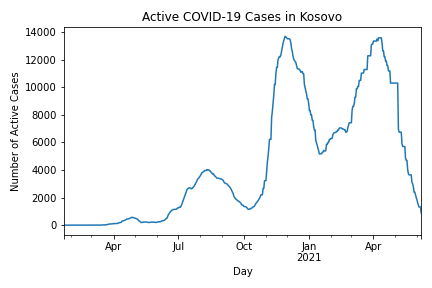 Active COVID-19 Cases in Kosovo
14000
12000
10000
8000
6000
4000
2000
0
Number of Active Cases
Apr Jul Oct Jan Apr
2021
Day